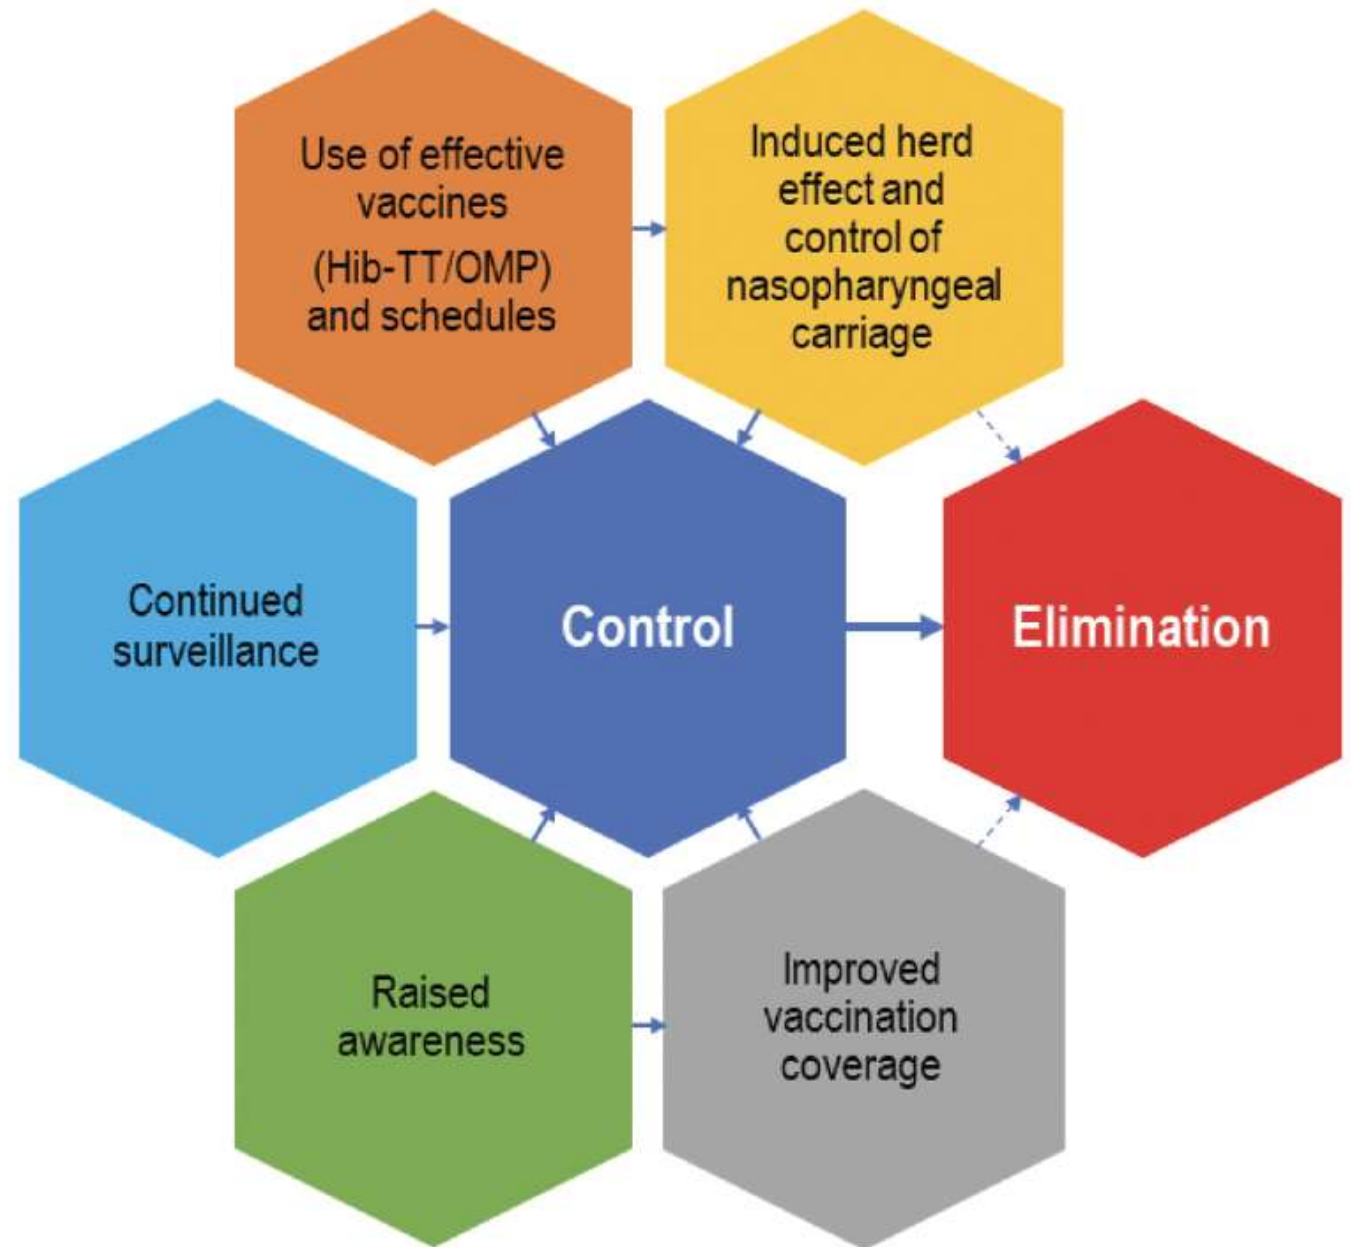 Use of effective
vaccines
(Hib-TT/OMP)
and schedules
Induced herd
effect and
control of
nasopharyngeal
carriage
Continued
surveillance
Control
Elimination
Raised
awareness
Improved
vaccination
coverage